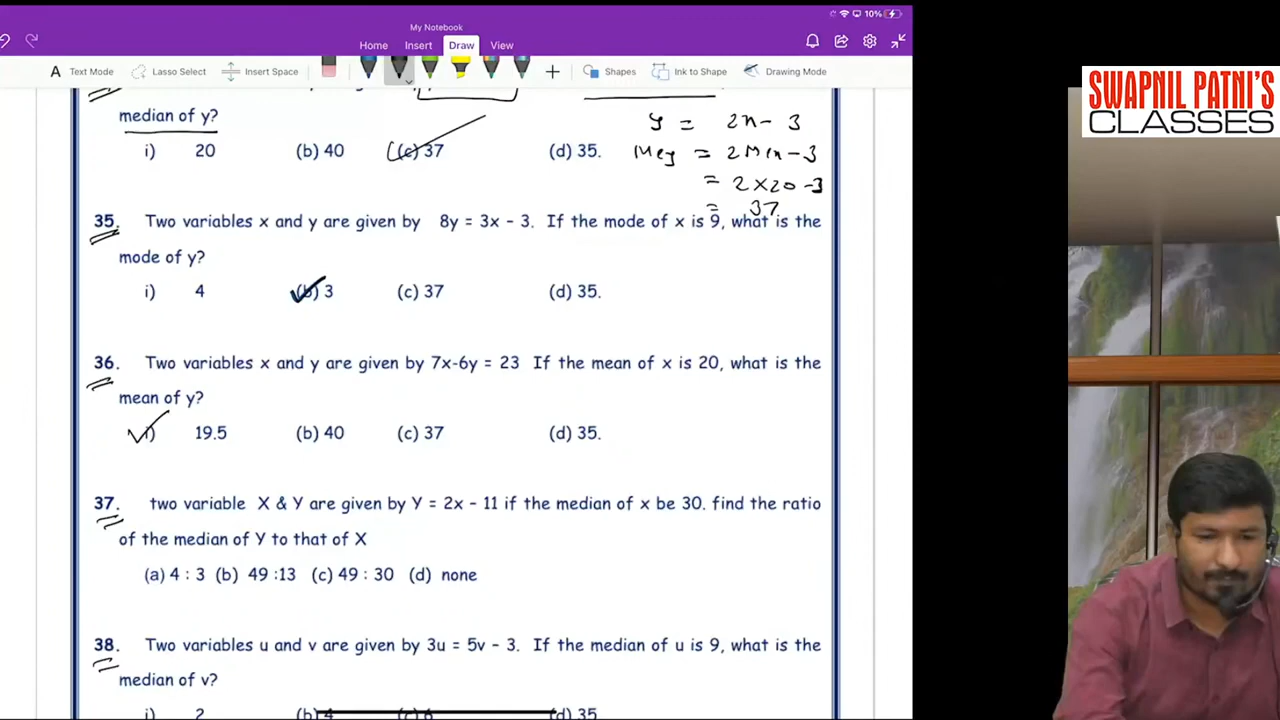 10%
My Notebook
Home Insert Draw View
A Text Mode Lasso Select Insert Space Shapes Ink to Shape Drawing Mode
SWAPNIL PATNI'S
CLASSES
median of y?
i) 20 (b) 40 (c) 37 (d) 35.
y = 2x - 3
Mey = 2Mex - 3
= 2x20 - 3
= 37
35. Two variables x and y are given by 8y = 3x - 3. If the mode of x is 9, what is the
mode of y?
i) 4 (b) 3 (c) 37 (d) 35.
36. Two variables x and y are given by 7x-6y = 23 If the mean of x is 20, what is the
mean of y?
i) 19.5 (b) 40 (c) 37 (d) 35.
37. two variable X & Y are given by Y = 2x - 11 if the median of x be 30. find the ratio
of the median of Y to that of X
(a) 4 : 3 (b) 49 :13 (c) 49 : 30 (d) none
38. Two variables u and v are given by 3u = 5v - 3. If the median of u is 9, what is the
median of v?
i) 2 (b) 4 (c) 6 (d) 35